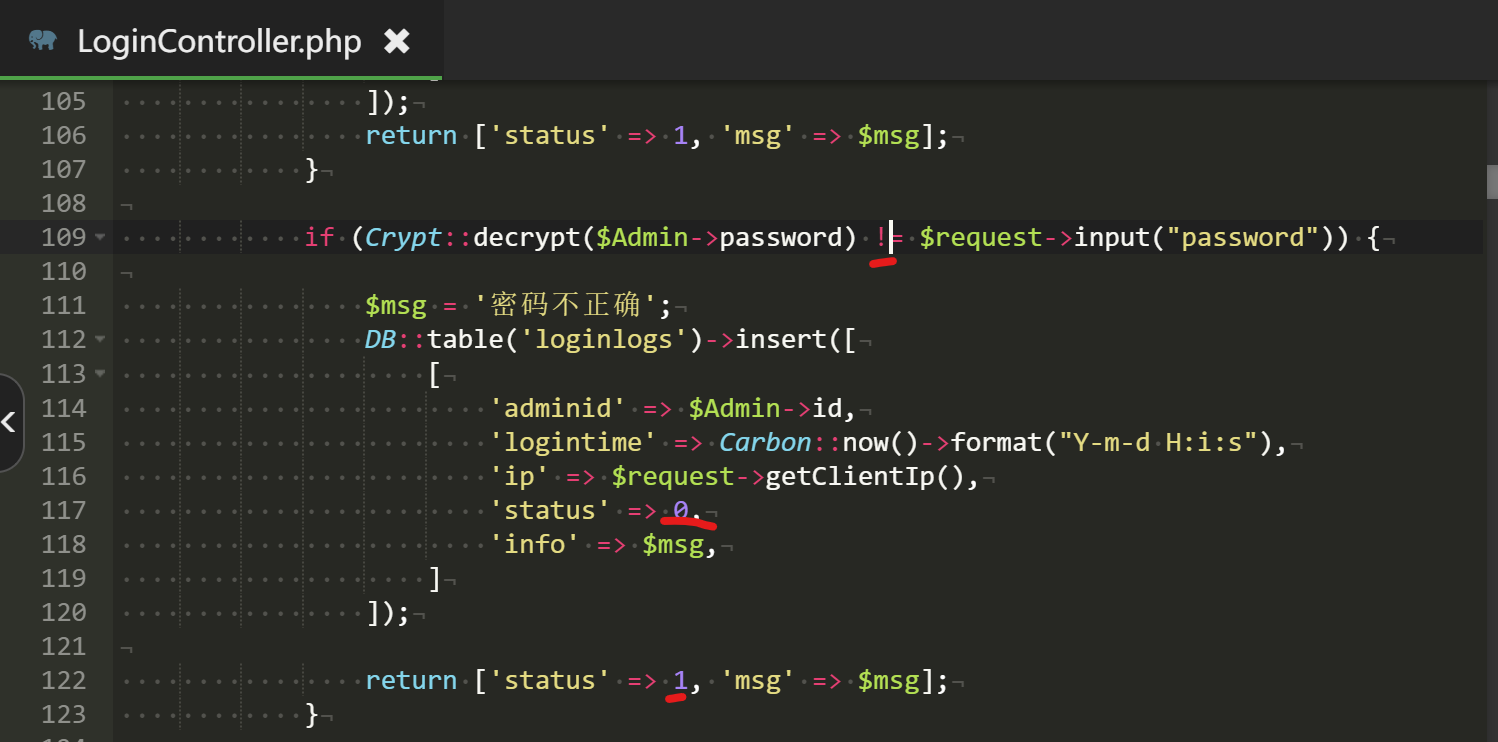 LoginController.php
105 ]);
106 return ['status' => 1, 'msg' => $msg];
107 }
108
109 if (Crypt::decrypt($Admin->password) != $request->input("password")) {
110
111 $msg = '密码不正确';
112 DB::table('loginlogs')->insert([
113 [
114 'adminid' => $Admin->id,
115 'logintime' => Carbon::now()->format("Y-m-d H:i:s"),
116 'ip' => $request->getClientIp(),
117 'status' => 0,
118 'info' => $msg,
119 ]
120 ]);
121
122 return ['status' => 1, 'msg' => $msg];
123 }